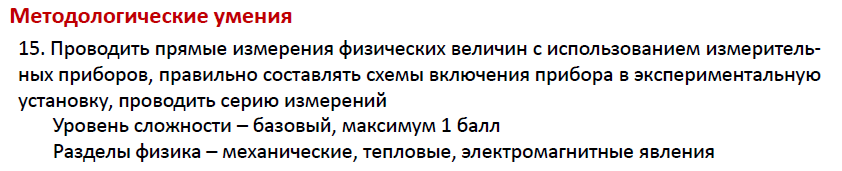 Методологические умения
15. Проводить прямые измерения физических величин с использованием измеритель-
ных приборов, правильно составлять схемы включения прибора в экспериментальную
установку, проводить серию измерений
Уровень сложности – базовый, максимум 1 балл
Разделы физика – механические, тепловые, электромагнитные явления